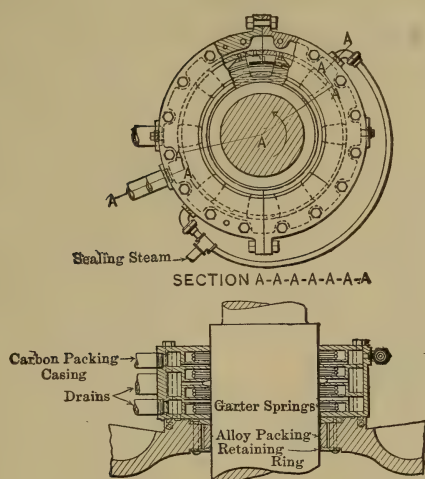 A
A
A
A
A
A
A
Sealing Steam
SECTION A-A-A-A-A-A-A
Carbon Packing
Casing
Drains
Garter Springs
Alloy Packing
Retaining
Ring